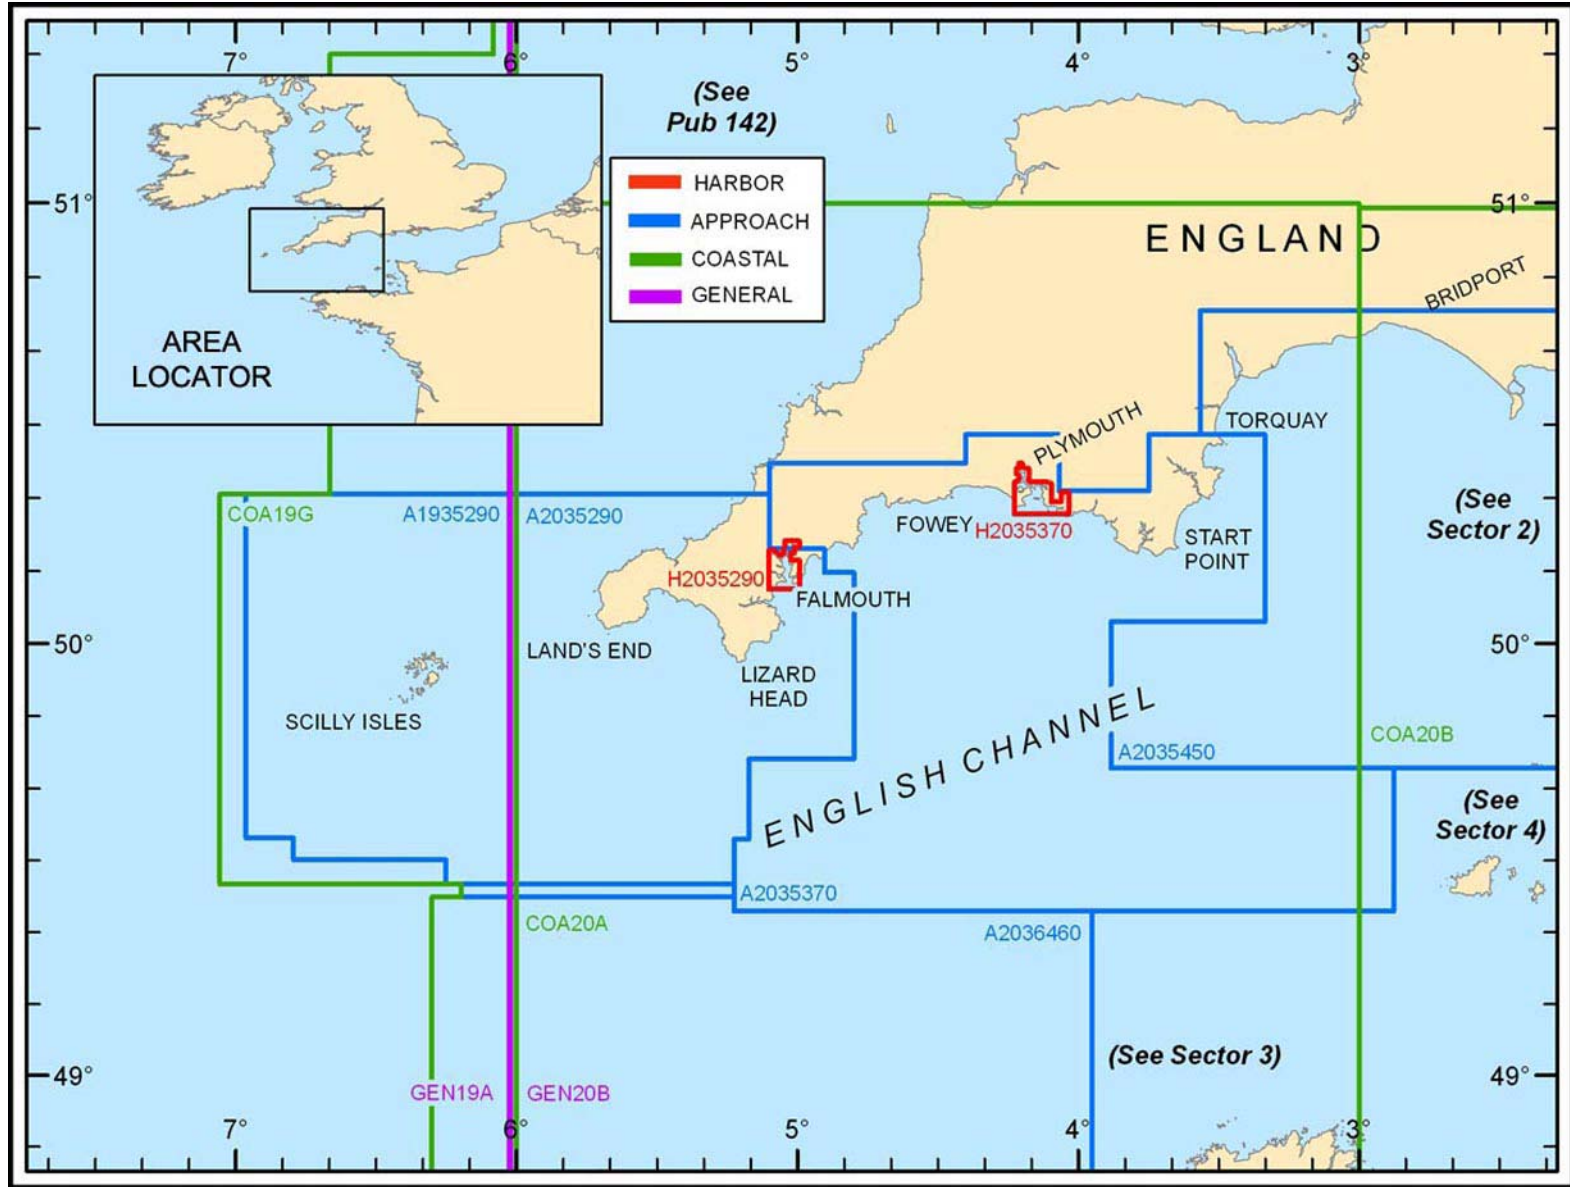 7°
6°
5°
4°
3°
(See
Pub 142)
HARBOR
APPROACH
COASTAL
GENERAL
AREA
LOCATOR
51°
51°
ENGLAND
BRIDPORT
TORQUAY
PLYMOUTH
COA19G
A1935290
A2035290
FOWEY
H2035370
START
POINT
(See
Sector 2)
H2035290
FALMOUTH
50°
50°
LAND'S END
LIZARD
HEAD
SCILLY ISLES
ENGLISH CHANNEL
A2035450
COA20B
(See
Sector 4)
A2035370
COA20A
A2036460
(See Sector 3)
49°
49°
GEN19A
GEN20B
7°
6°
5°
4°
3°